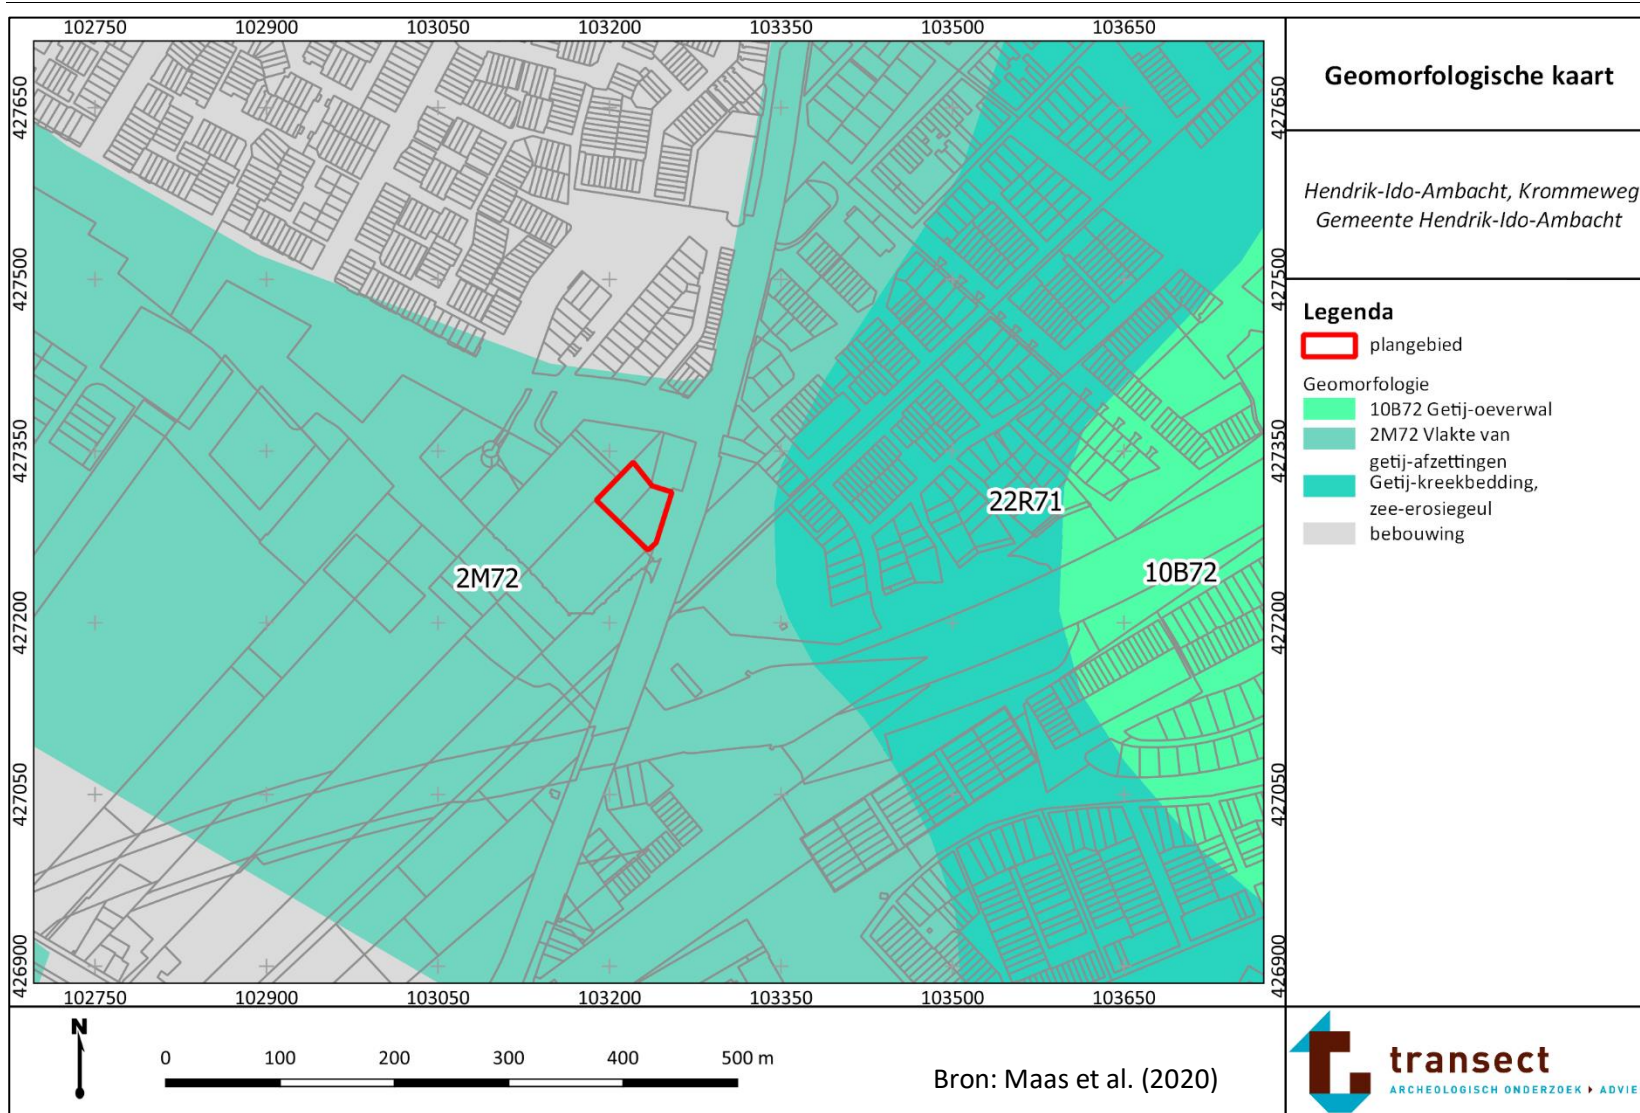 102750 102900 103050 103200 103350 103500 103650
427650
427500
427350
427200
427050
426900
2M72
22R71
10B72
427650
427500
427350
427200
427050
426900
102750 102900 103050 103200 103350 103500 103650
Geomorfologische kaart
Hendrik-Ido-Ambacht, Krommeweg
Gemeente Hendrik-Ido-Ambacht
Legenda
plangebied
Geomorfologie
10B72 Getij-oeverwal
2M72 Vlakte van
getij-afzettingen
Getij-kreekbedding,
zee-erosiegeul
bebouwing
N
0 100 200 300 400 500 m
Bron: Maas et al. (2020)
transect
ARCHEOLOGISCH ONDERZOEK ADVIE